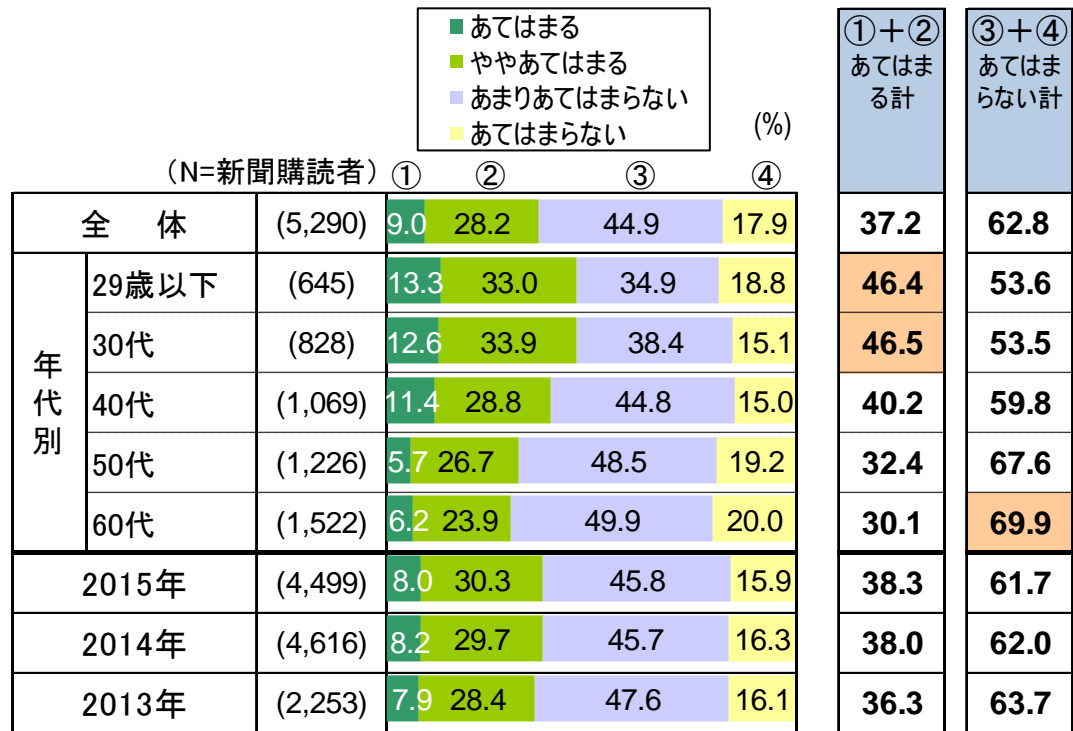 ■ あてはまる
■ ややあてはまる
■ あまりあてはまらない
■ あてはまらない
(%)
①+②
あてはま
る計
③+④
あてはま
らない計
(N=新聞購読者) ① ② ③ ④
全 体 (5,290) 9.0 28.2 44.9 17.9 37.2 62.8
年代別
29歳以下 (645) 13.3 33.0 34.9 18.8 46.4 53.6
30代 (828) 12.6 33.9 38.4 15.1 46.5 53.5
40代 (1,069) 11.4 28.8 44.8 15.0 40.2 59.8
50代 (1,226) 5.7 26.7 48.5 19.2 32.4 67.6
60代 (1,522) 6.2 23.9 49.9 20.0 30.1 69.9
2015年 (4,499) 8.0 30.3 45.8 15.9 38.3 61.7
2014年 (4,616) 8.2 29.7 45.7 16.3 38.0 62.0
2013年 (2,253) 7.9 28.4 47.6 16.1 36.3 63.7